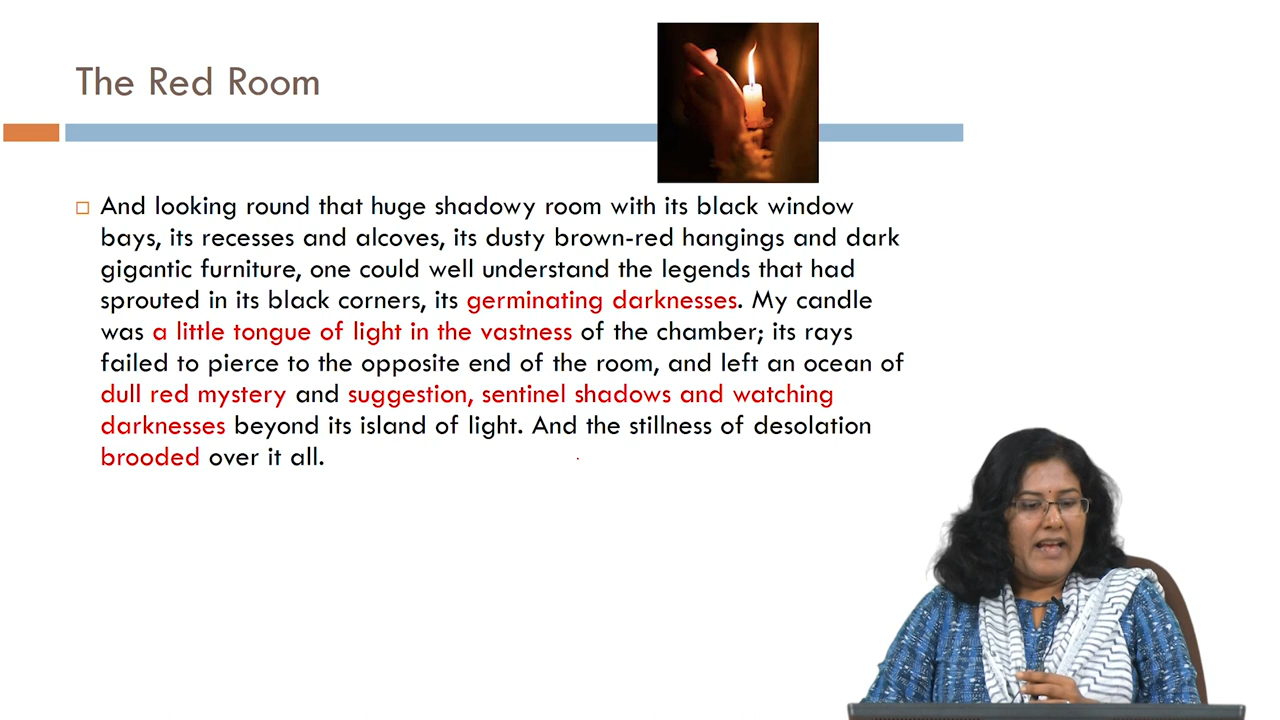 The Red Room
And looking round that huge shadowy room with its black window
bays, its recesses and alcoves, its dusty brown-red hangings and dark
gigantic furniture, one could well understand the legends that had
sprouted in its black corners, its germinating darknesses. My candle
was a little tongue of light in the vastness of the chamber; its rays
failed to pierce to the opposite end of the room, and left an ocean of
dull red mystery and suggestion, sentinel shadows and watching
darknesses beyond its island of light. And the stillness of desolation
brooded over it all.